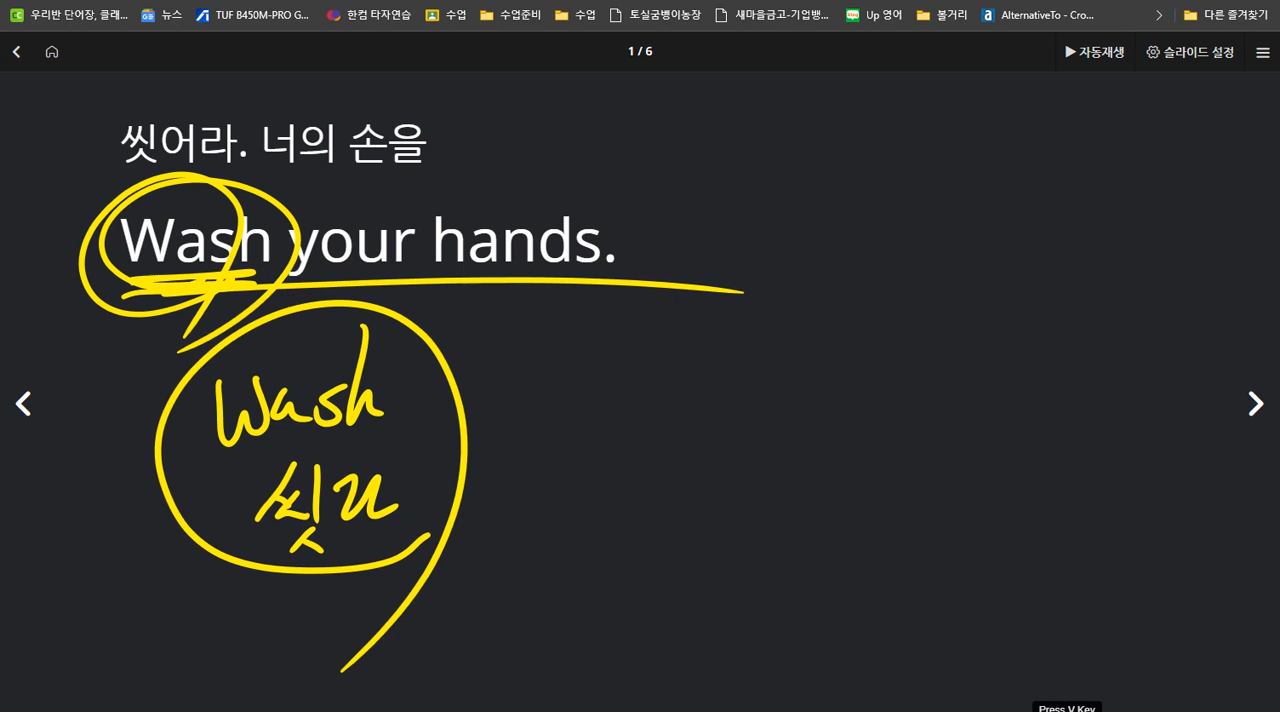 우리반 단어장, 클래...
뉴스
TUF B450M-PRO G...
한컴 타자연습
수업
수업준비
수업
토실굼벵이농장
새마을금고-기업뱅...
Up 영어
볼거리
AlternativeTo - Cro...
다른 즐겨찾기
1 / 6
자동재생
슬라이드 설정
씻어라. 너의 손을
Wash your hands.
Wash
Press V Key